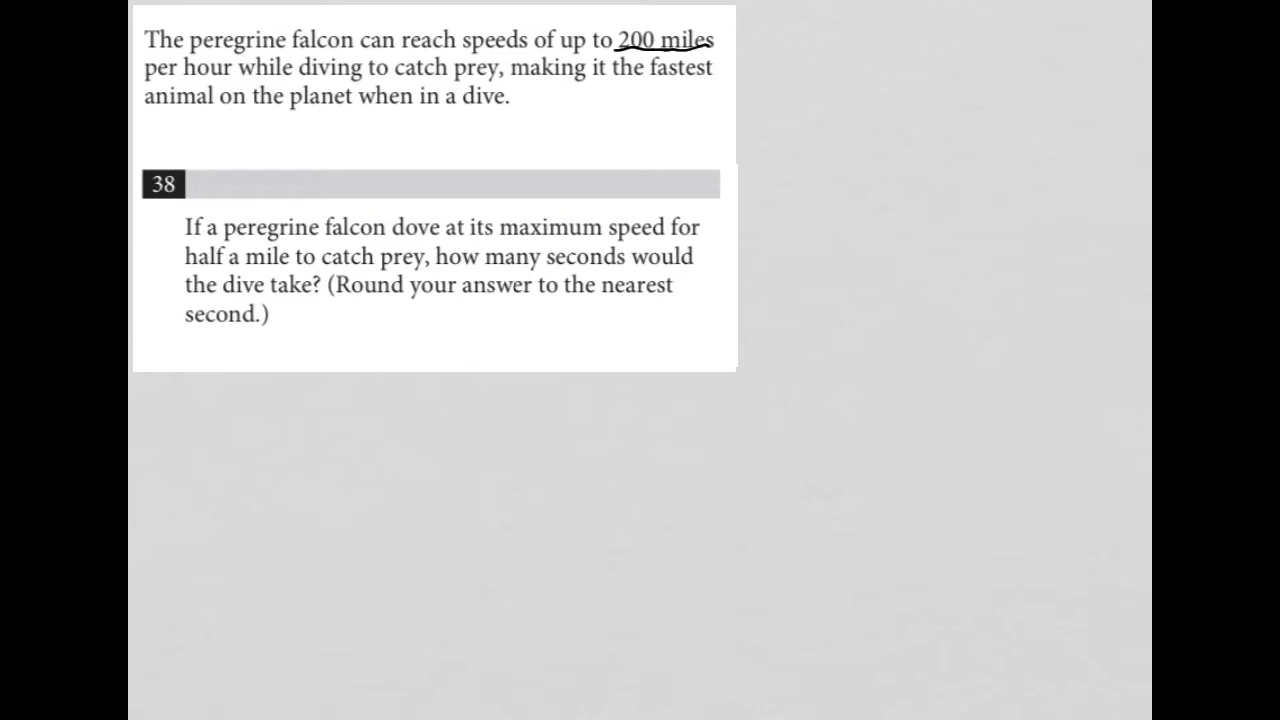 The peregrine falcon can reach speeds of up to 200 miles
per hour while diving to catch prey, making it the fastest
animal on the planet when in a dive.
38
If a peregrine falcon dove at its maximum speed for
half a mile to catch prey, how many seconds would
the dive take? (Round your answer to the nearest
second.)